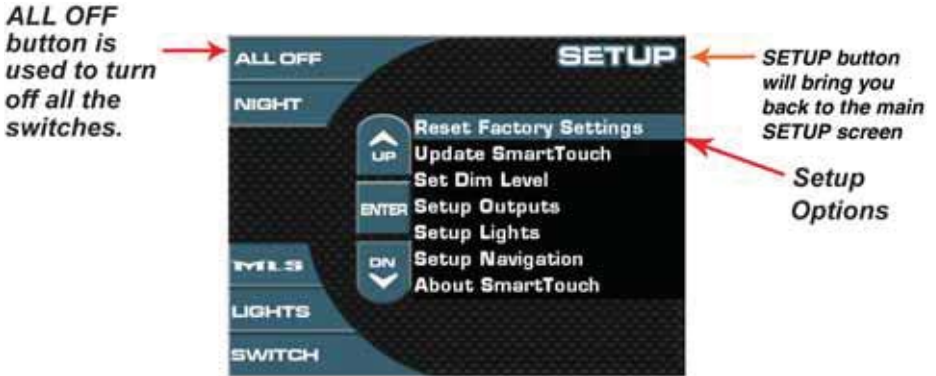 ALL OFF
button is
used to turn
off all the
switches.
ALL OFF
NIGHT
MLS
LIGHTS
SWITCH
SETUP
UP
ENTER
DN
Reset Factory Settings
Update SmartTouch
Set Dim Level
Setup Outputs
Setup Lights
Setup Navigation
About SmartTouch
SETUP button
will bring you
back to the main
SETUP screen
Setup
Options